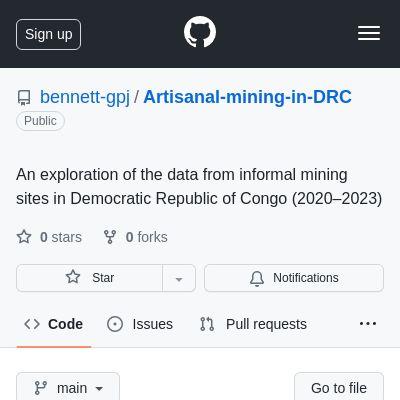 Sign up
bennett-gpj / Artisanal-mining-in-DRC
Public
An exploration of the data from informal mining
sites in Democratic Republic of Congo (2020–2023)
0 stars 0 forks
Star Notifications
Code Issues Pull requests
main Go to file